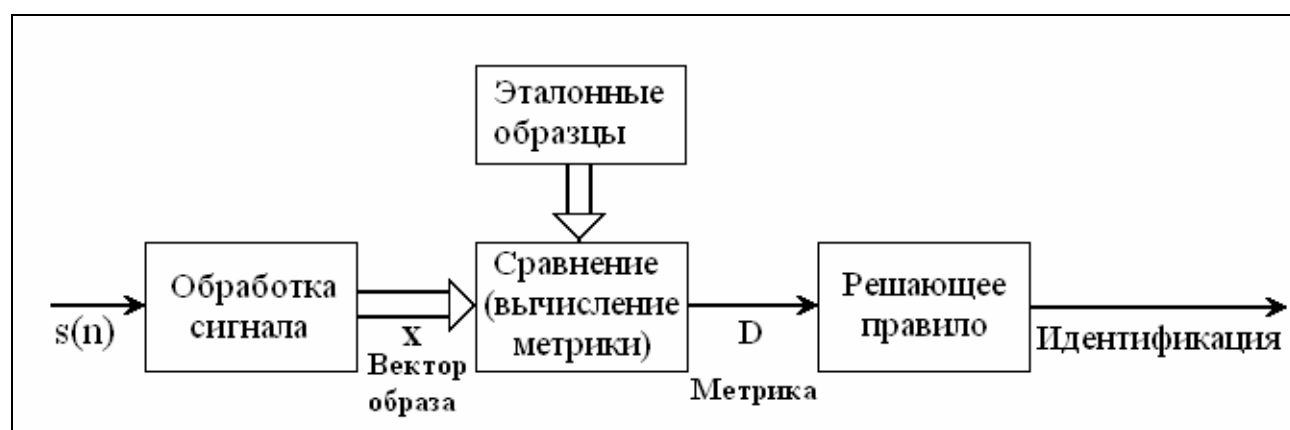 Эталонные
образцы
s(n)
Обработка
сигнала
X
Вектор
образа
Сравнение
(вычисление
метрики)
D
Метрика
Решающее
правило
Идентификация